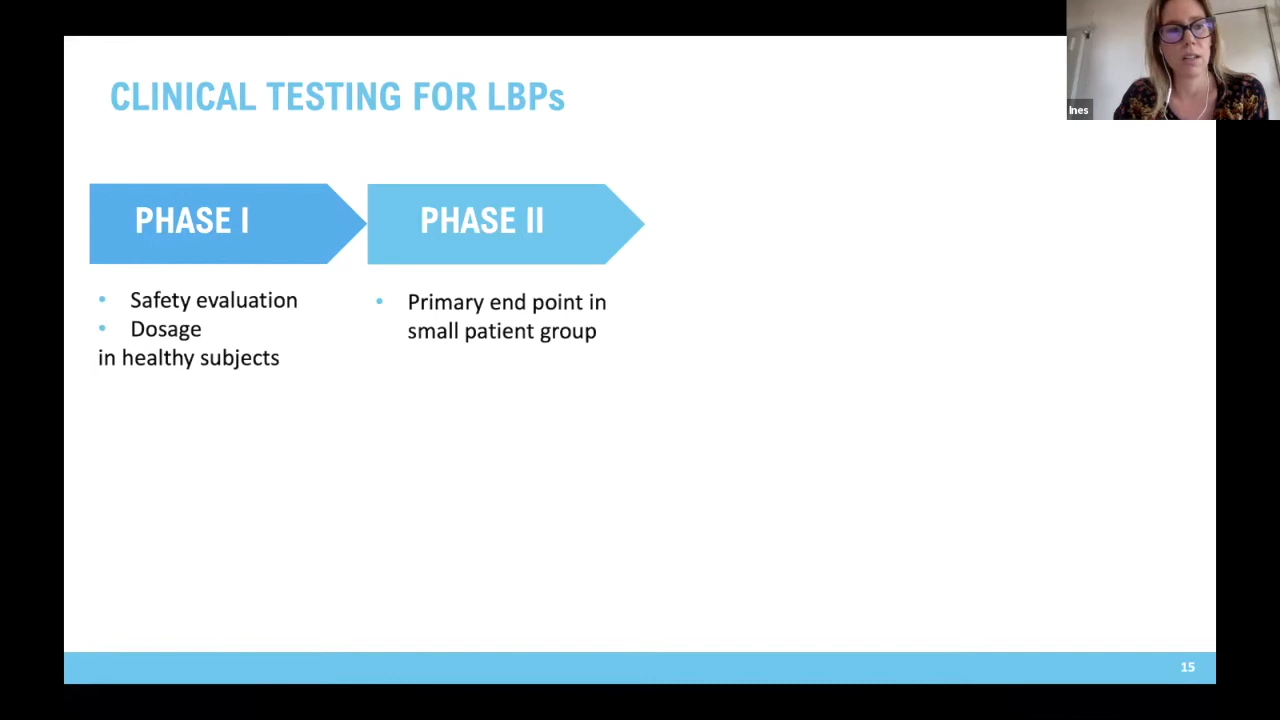 CLINICAL TESTING FOR LBPs
Ines
PHASE I
PHASE II
• Safety evaluation
• Dosage
in healthy subjects
• Primary end point in
small patient group
15